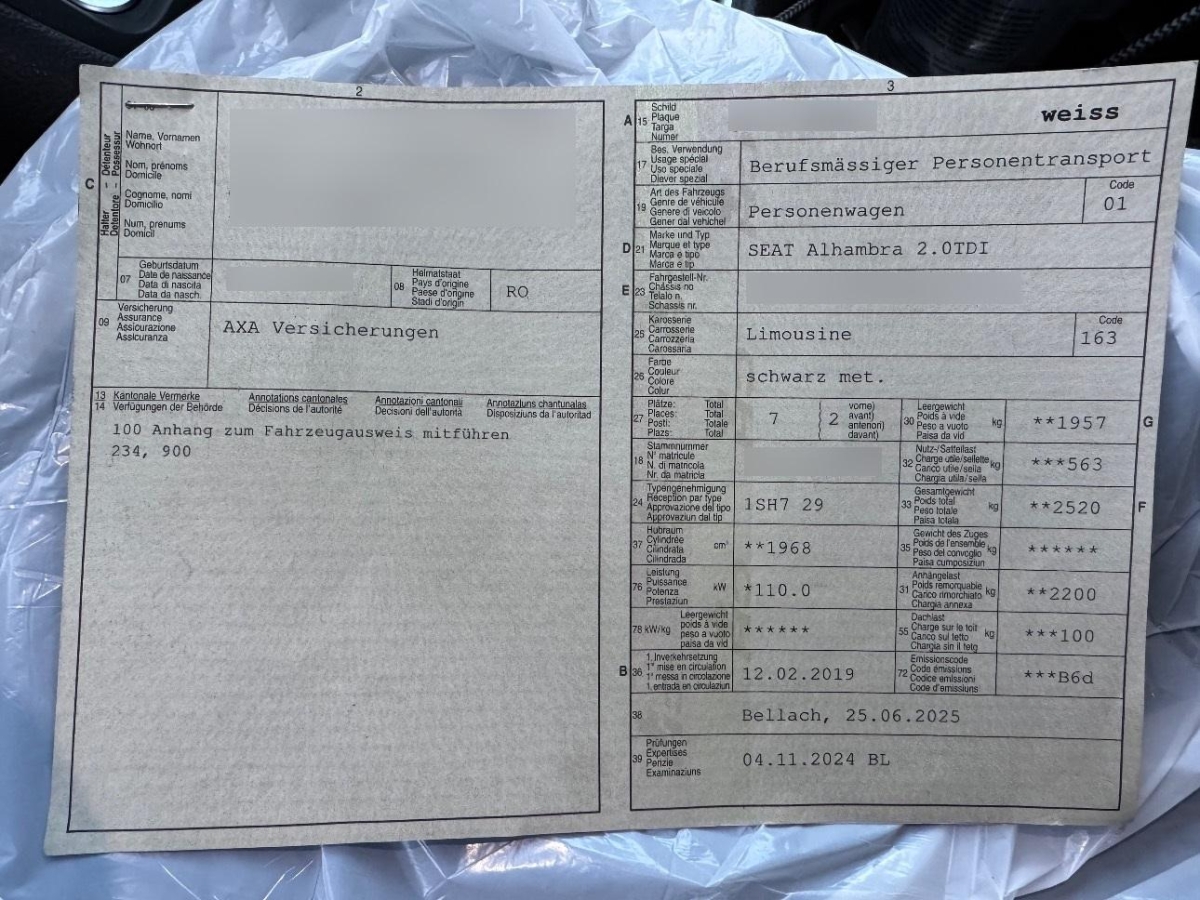 2
C
Halter – Détenteur
Detentore – Possessur
Name, Vornamen
Wohnort
Nom, prénoms
Domicile
Cognome, nomi
Domicilio
Num, prenums
Domicil
07
Geburtsdatum
Date de naissance
Data di nascita
Data da nasch.
08
Heimatstaat
Pays d'origine
Paese d'origine
Stadi d'origin
RO
09
Versicherung
Assurance
Assicurazione
Assicuranza
AXA Versicherungen
13 Kantonale Vermerke Annotations cantonales Annotazioni cantonali Annotaziuns chantunalas
14 Verfügungen der Behörde Décisions de l'autorité Decisioni dell'autorità Disposiziuns da l'autoritad
100 Anhang zum Fahrzeugausweis mitführen
234, 900
3
A 15
Schild
Plaque
Targa
Numer
weiss
17
Bes. Verwendung
Usage spécial
Uso speciale
Diever spezial
Berufsmässiger Personentransport
19
Art des Fahrzeugs
Genre de véhicule
Genere di veicolo
Gener dal vehichel
Personenwagen
Code
01
D 21
Marke und Typ
Marque et type
Marca e tipo
Marca e tip
SEAT Alhambra 2.0TDI
E 23
Fahrgestell-Nr.
Châssis no
Telaio n.
Schassis nr.
25
Karosserie
Carrosserie
Carrozzeria
Carossaria
Limousine
Code
163
26
Farbe
Couleur
Colore
Colur
schwarz met.
27
Plätze: Total
Places: Total
Posti: Totale
Plazs: Total
7
2
vorne)
avant)
anteriori)
davant)
30
Leergewicht
Poids à vide
Peso a vuoto
Paisa da vid
kg
**1957
G
18
Stammnummer
N° matricule
N. di matricola
Nr. da matricla
32
Nutz-/Sattellast
Charge utile/sellette
Carico utile/sella
Chargia utila/sella
kg
***563
24
Typengenehmigung
Réception par type
Approvazione del tipo
Approvaziun dal tip
1SH7 29
33
Gesamtgewicht
Poids total
Peso totale
Paisa totala
kg
**2520
F
37
Hubraum
Cylindrée
Cilindrata
Cilindrada
cm³
**1968
35
Gewicht des Zuges
Poids de l'ensemble
Peso del convoglio
Paisa cumposiziun
kg
******
76
Leistung
Puissance
Potenza
Prestaziun
kW
*110.0
31
Anhängelast
Poids remorquable
Carico rimorchiato
Chargia annexa
kg
**2200
78 kW/kg
Leergewicht
poids à vide
peso a vuoto
paisa da vid
******
55
Dachlast
Charge sur le toit
Carico sul tetto
Chargia sin il tetg
kg
***100
B 36
1. Inverkehrsetzung
1re mise en circulation
1a messa in circolazione
1. entrada en circulaziun
12.02.2019
72
Emissionscode
Code émissions
Codice emissioni
Code d'emissiuns
***B6d
38
Bellach, 25.06.2025
39
Prüfungen
Expertises
Perizie
Examinaziuns
04.11.2024 BL